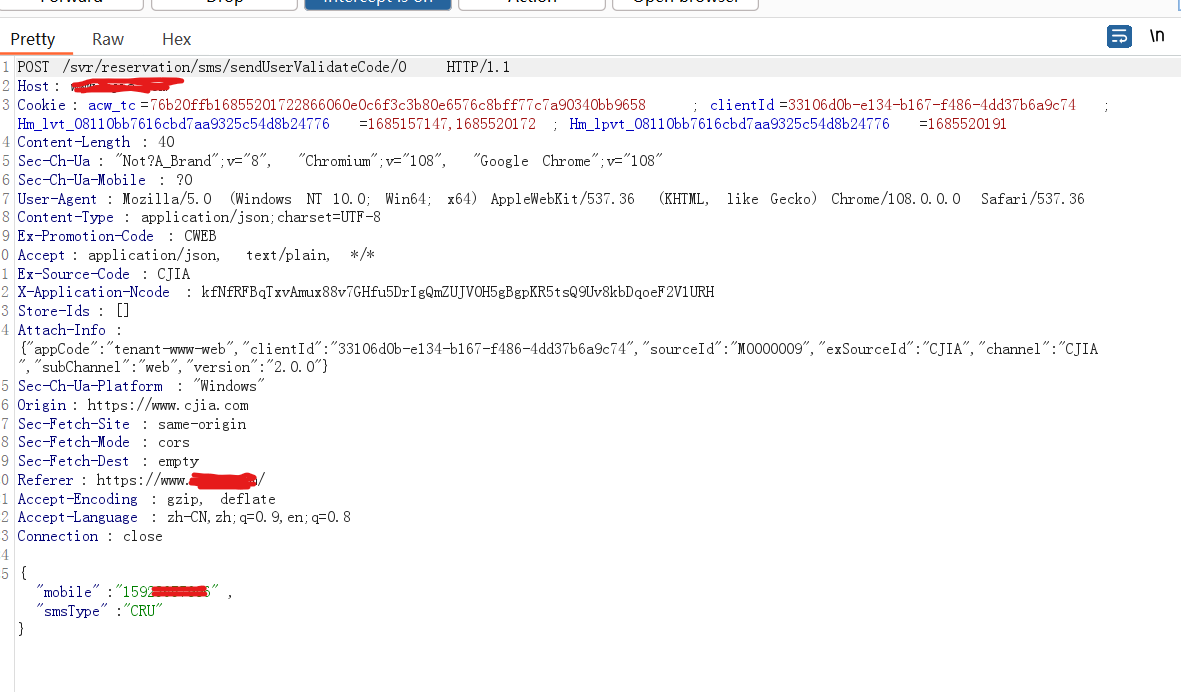 Forward Drop Intercept is on Action Open browser
Pretty Raw Hex \n
1 POST /svr/reservation/sms/sendUserValidateCode/0 HTTP/1.1
2 Host :
3 Cookie : acw_tc =76b20ffb16855201722866060e0c6f3c3b80e6576c8bff77c7a90340bb9658 ; clientId =33106d0b-e134-b167-f486-4dd37b6a9c74 ;
Hm_lvt_08110bb7616cbd7aa9325c54d8b24776 =1685157147,1685520172 ; Hm_lpvt_08110bb7616cbd7aa9325c54d8b24776 =1685520191
4 Content-Length : 40
5 Sec-Ch-Ua : "Not?A_Brand";v="8", "Chromium";v="108", "Google Chrome";v="108"
6 Sec-Ch-Ua-Mobile : ?0
7 User-Agent : Mozilla/5.0 (Windows NT 10.0; Win64; x64) AppleWebKit/537.36 (KHTML, like Gecko) Chrome/108.0.0.0 Safari/537.36
8 Content-Type : application/json;charset=UTF-8
9 Ex-Promotion-Code : CWEB
0 Accept : application/json, text/plain, */*
1 Ex-Source-Code : CJIA
2 X-Application-Ncode : kfNfRFBqTxvAmux88v7GHfu5DrIgQmZUJVOH5gBgpKR5tsQ9Uv8kbDqoeF2V1URH
3 Store-Ids : []
4 Attach-Info :
{"appCode":"tenant-www-web","clientId":"33106d0b-e134-b167-f486-4dd37b6a9c74","sourceId":"M0000009","exSourceId":"CJIA","channel":"CJIA
","subChannel":"web","version":"2.0.0"}
5 Sec-Ch-Ua-Platform : "Windows"
6 Origin : https://www.cjia.com
7 Sec-Fetch-Site : same-origin
8 Sec-Fetch-Mode : cors
9 Sec-Fetch-Dest : empty
0 Referer : https://www. /
1 Accept-Encoding : gzip, deflate
2 Accept-Language : zh-CN,zh;q=0.9,en;q=0.8
3 Connection : close
4
5 {
"mobile" :"159 " ,
"smsType" :"CRU"
}